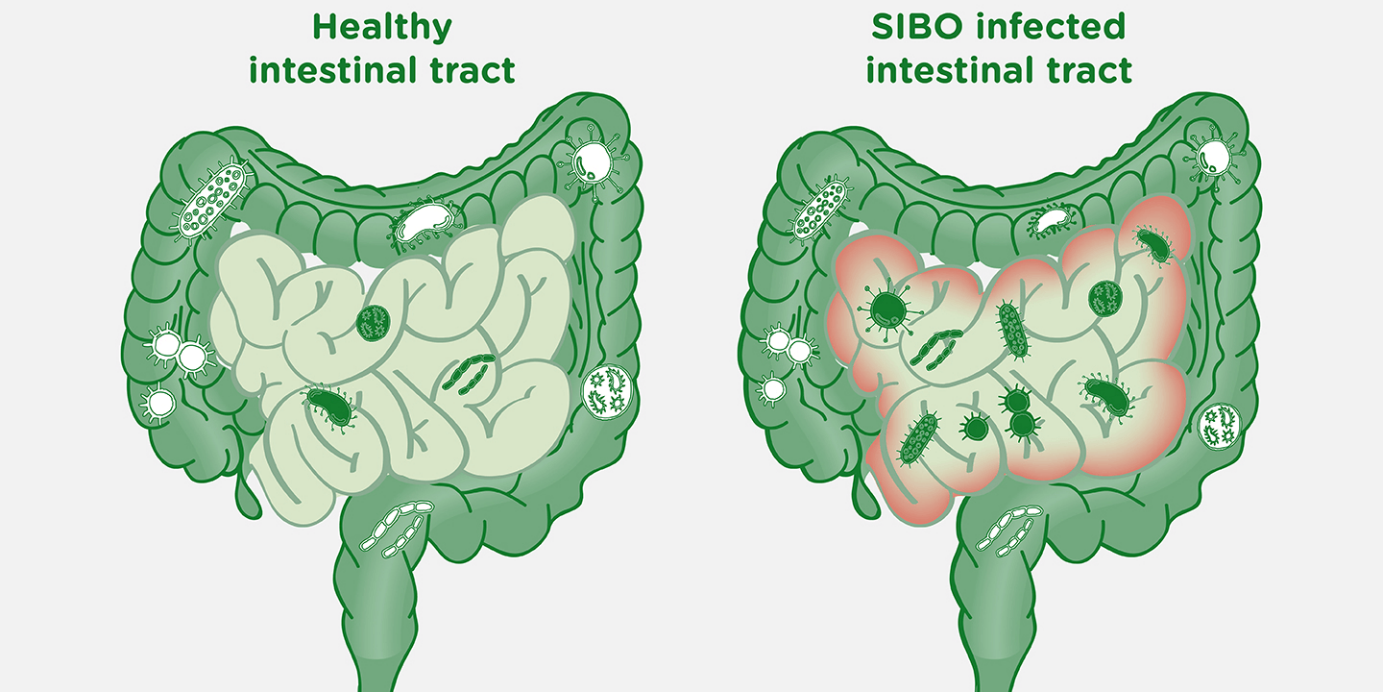 Healthy
intestinal tract
SIBO infected
intestinal tract